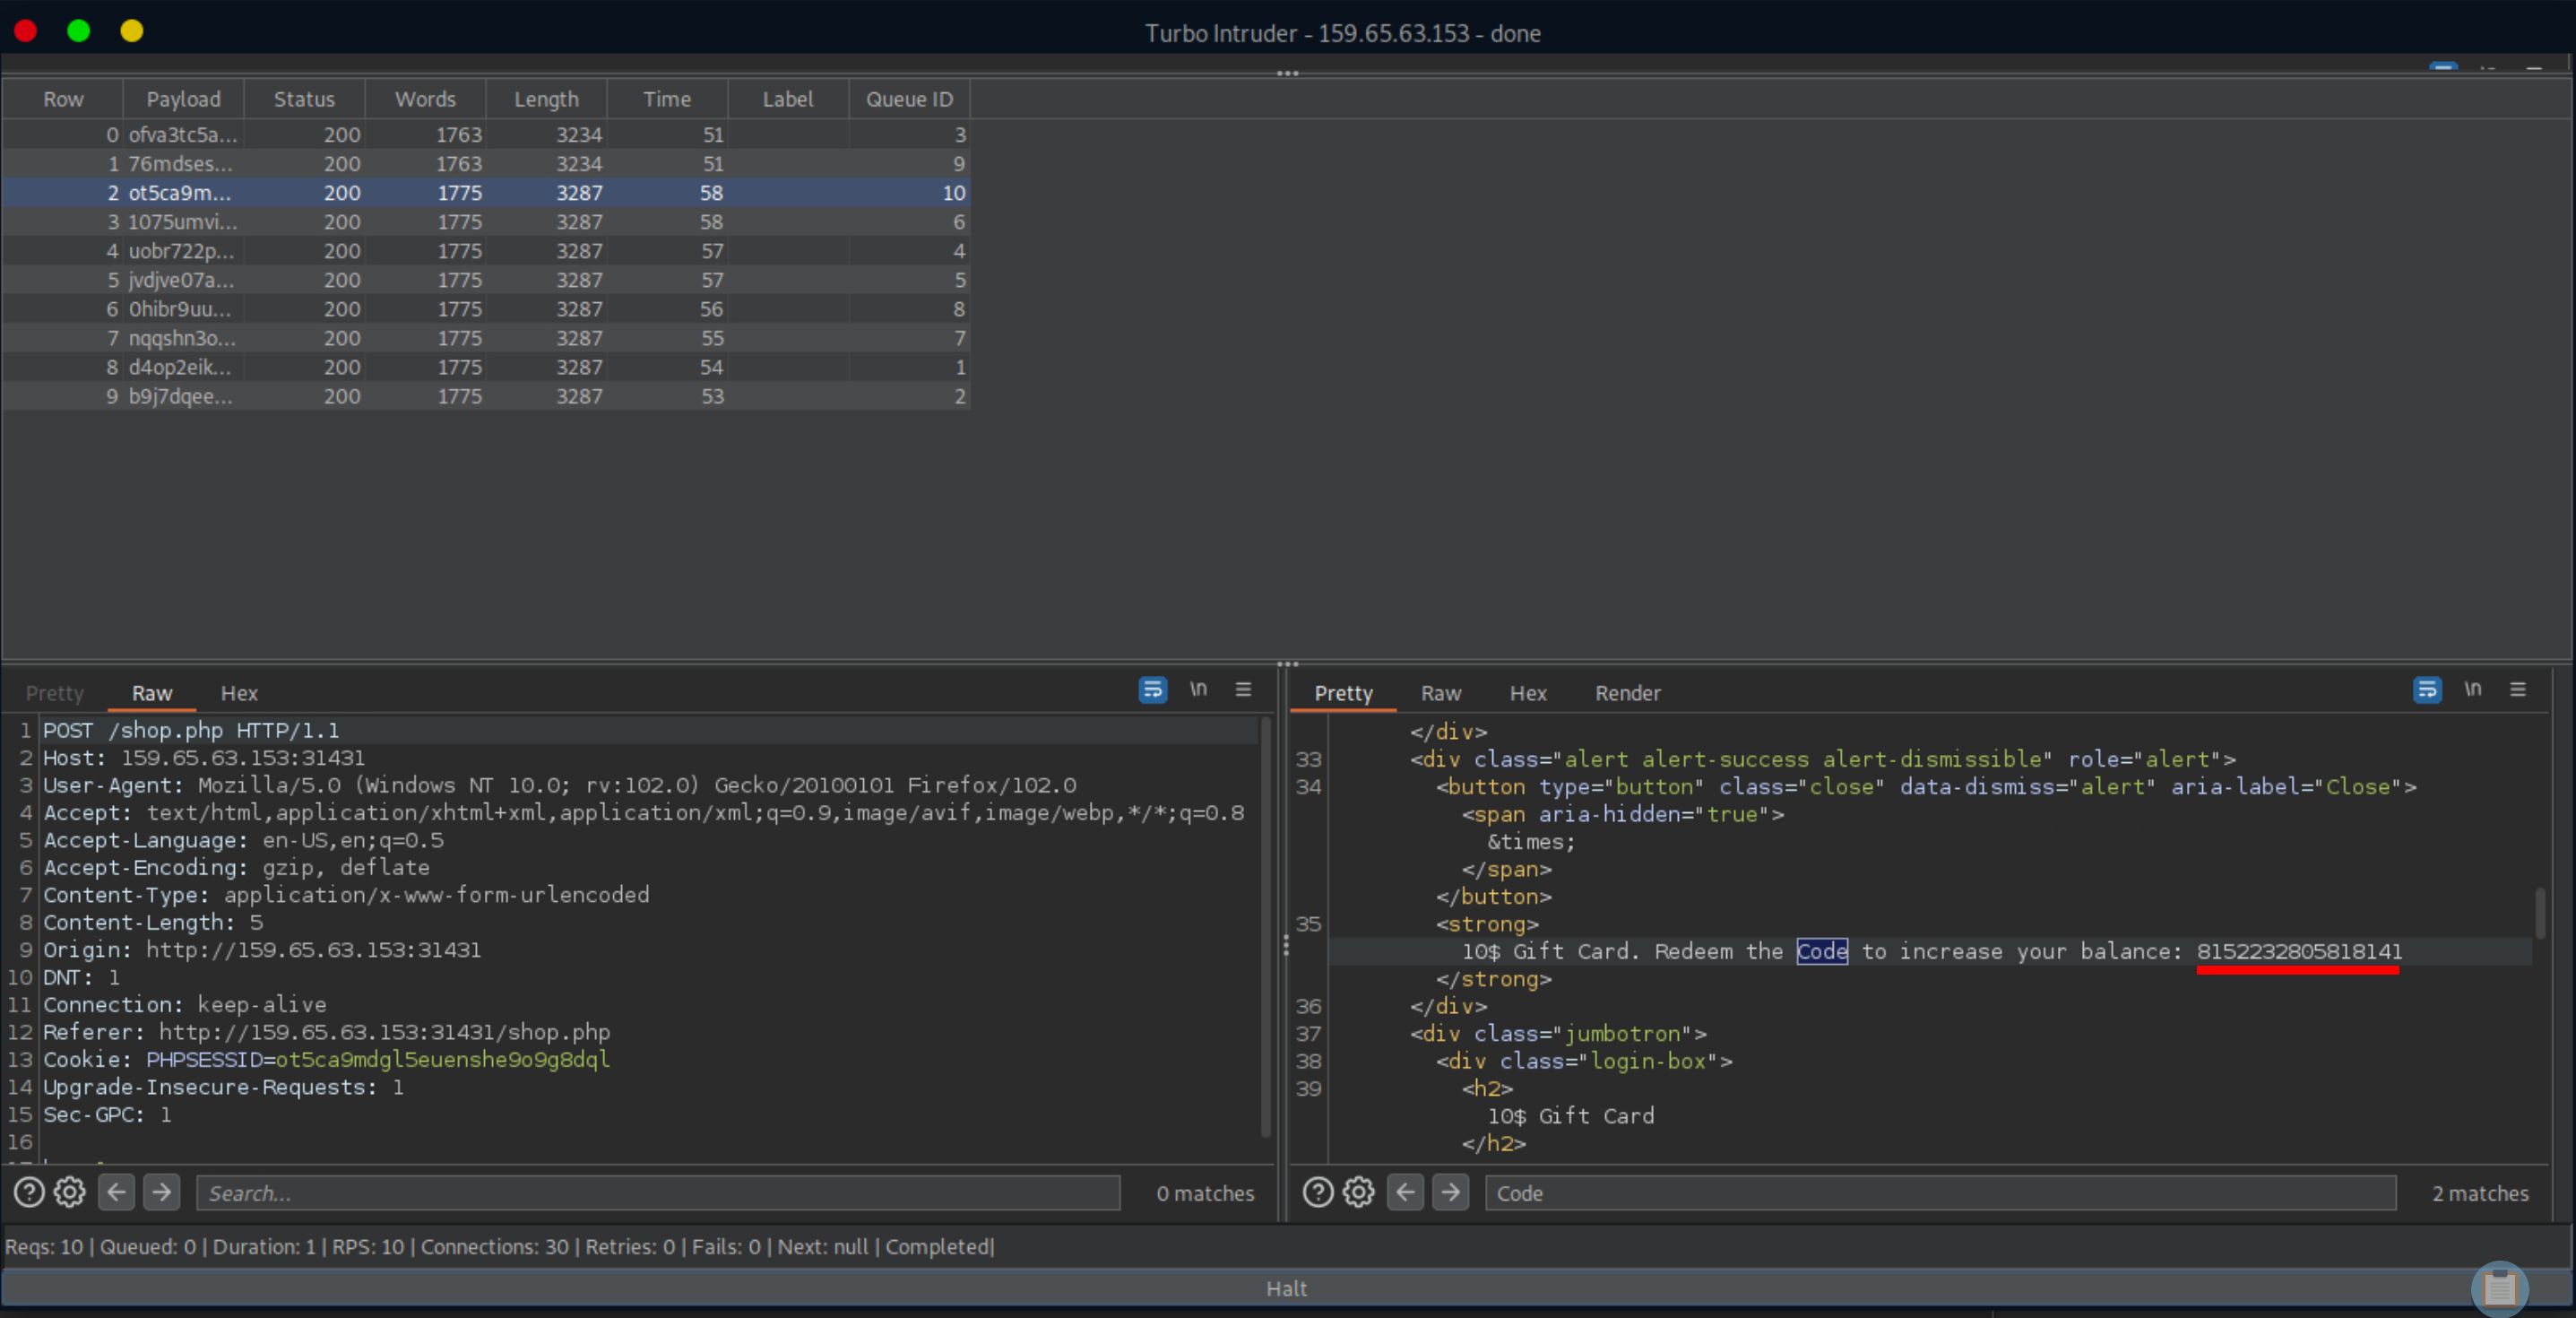 Turbo Intruder - 159.65.63.153 - done
Row Payload Status Words Length Time Label Queue ID
0 ofva3tc5a... 200 1763 3234 51 3
1 76mdses... 200 1763 3234 51 9
2 ot5ca9m... 200 1775 3287 58 10
3 1075umvi... 200 1775 3287 58 6
4 uobr722p... 200 1775 3287 57 4
5 jvdjve07a... 200 1775 3287 57 5
6 0hibr9uu... 200 1775 3287 56 8
7 nqqshn3o... 200 1775 3287 55 7
8 d4op2eik... 200 1775 3287 54 1
9 b9j7dqee... 200 1775 3287 53 2
Pretty Raw Hex \n
1 POST /shop.php HTTP/1.1
2 Host: 159.65.63.153:31431
3 User-Agent: Mozilla/5.0 (Windows NT 10.0; rv:102.0) Gecko/20100101 Firefox/102.0
4 Accept: text/html,application/xhtml+xml,application/xml;q=0.9,image/avif,image/webp,*/*;q=0.8
5 Accept-Language: en-US,en;q=0.5
6 Accept-Encoding: gzip, deflate
7 Content-Type: application/x-www-form-urlencoded
8 Content-Length: 5
9 Origin: http://159.65.63.153:31431
10 DNT: 1
11 Connection: keep-alive
12 Referer: http://159.65.63.153:31431/shop.php
13 Cookie: PHPSESSID=ot5ca9mdgl5euenshe9o9g8dql
14 Upgrade-Insecure-Requests: 1
15 Sec-GPC: 1
16
Search...
0 matches
Pretty Raw Hex Render \n
</div>
33 <div class="alert alert-success alert-dismissible" role="alert">
34 <button type="button" class="close" data-dismiss="alert" aria-label="Close">
<span aria-hidden="true">
&times;
</span>
</button>
35 <strong>
10$ Gift Card. Redeem the Code to increase your balance: 8152232805818141
</strong>
36 </div>
37 <div class="jumbotron">
38 <div class="login-box">
39 <h2>
10$ Gift Card
</h2>
Code
2 matches
Reqs: 10 | Queued: 0 | Duration: 1 | RPS: 10 | Connections: 30 | Retries: 0 | Fails: 0 | Next: null | Completed|
Halt